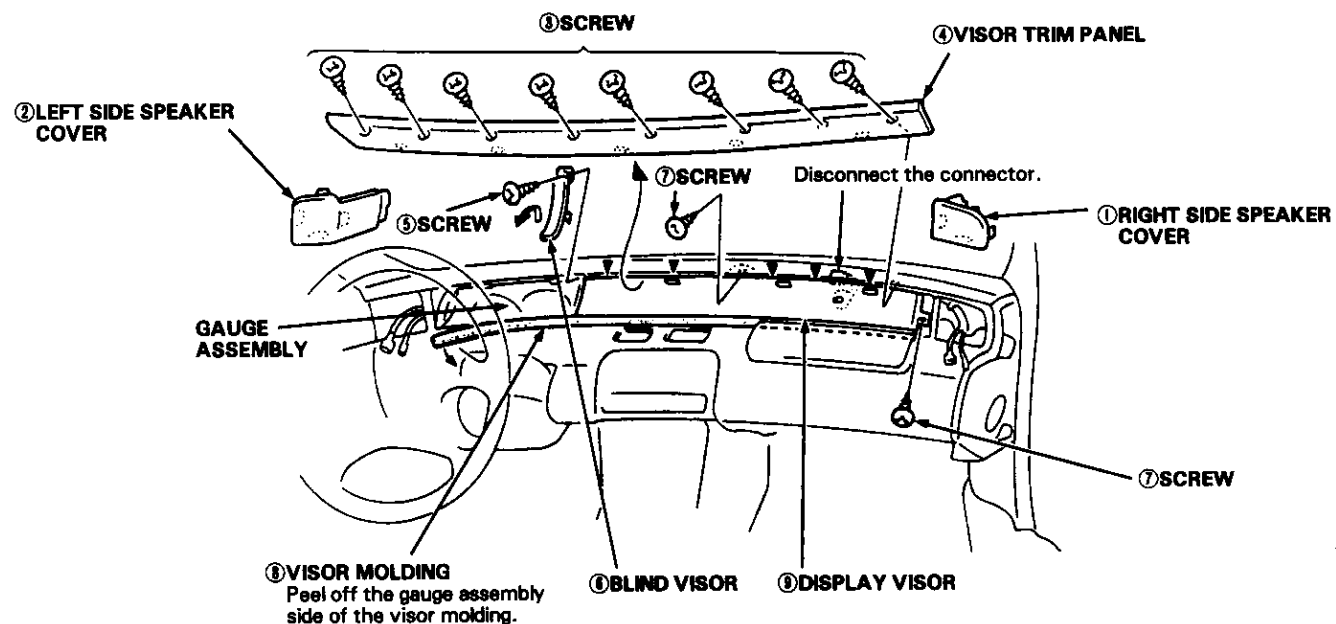 ③SCREW
④VISOR TRIM PANEL
②LEFT SIDE SPEAKER
COVER
⑦SCREW
Disconnect the connector.
⑤SCREW
①RIGHT SIDE SPEAKER
COVER
GAUGE
ASSEMBLY
⑦SCREW
⑧VISOR MOLDING
Peel off the gauge assembly
side of the visor molding.
⑥BLIND VISOR
⑨DISPLAY VISOR